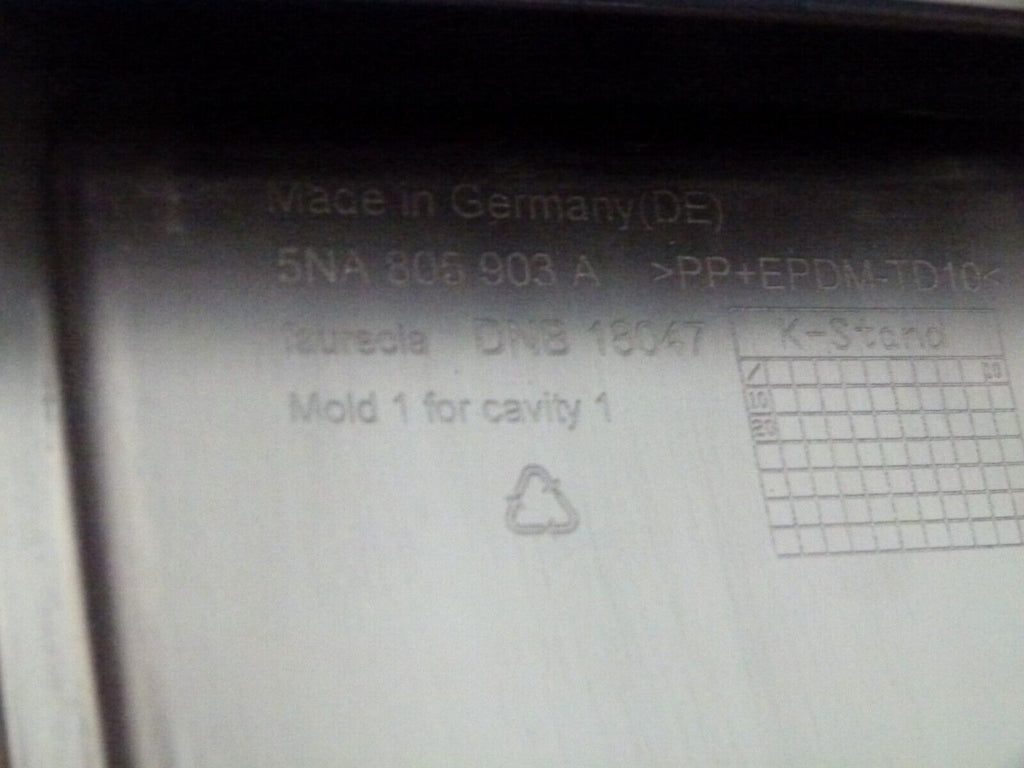 Made in Germany(DE)
5NA 805 903 A >PP+EPDM-TD10<
faurecia DNB 18047 K-Stand
Mold 1 for cavity 1